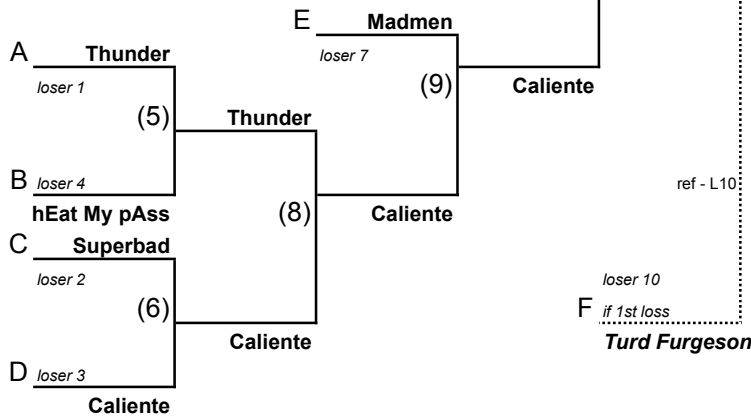 E Madmen
A Thunder
loser 7
loser 1
(9)
Caliente
(5)
Thunder
B loser 4
ref - L10
hEat My pAss
(8)
Caliente
C Superbad
loser 2
loser 10
(6)
F if 1st loss
Caliente
Turd Furgeson
D loser 3
Caliente